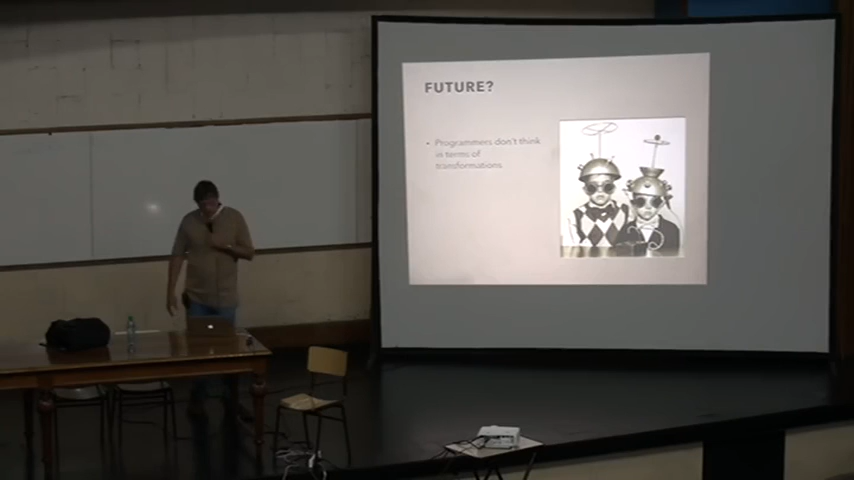 FUTURE?
• Programmers don't think
in terms of
transformations.